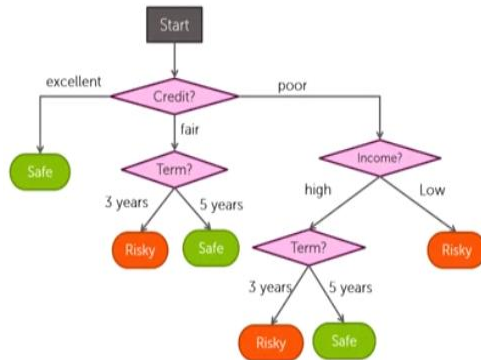 Start
excellent
Credit?
poor
fair
Safe
Term?
Income?
3 years
5 years
high
Low
Risky
Safe
Term?
Risky
3 years
5 years
Risky
Safe